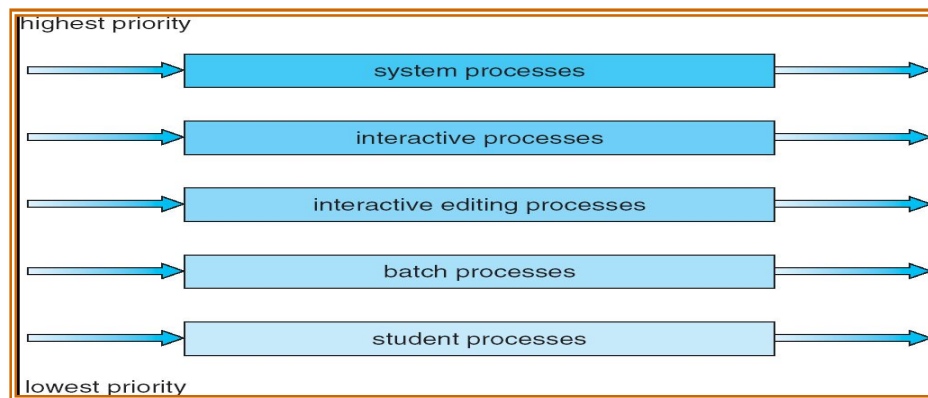 highest priority
system processes
interactive processes
interactive editing processes
batch processes
student processes
lowest priority